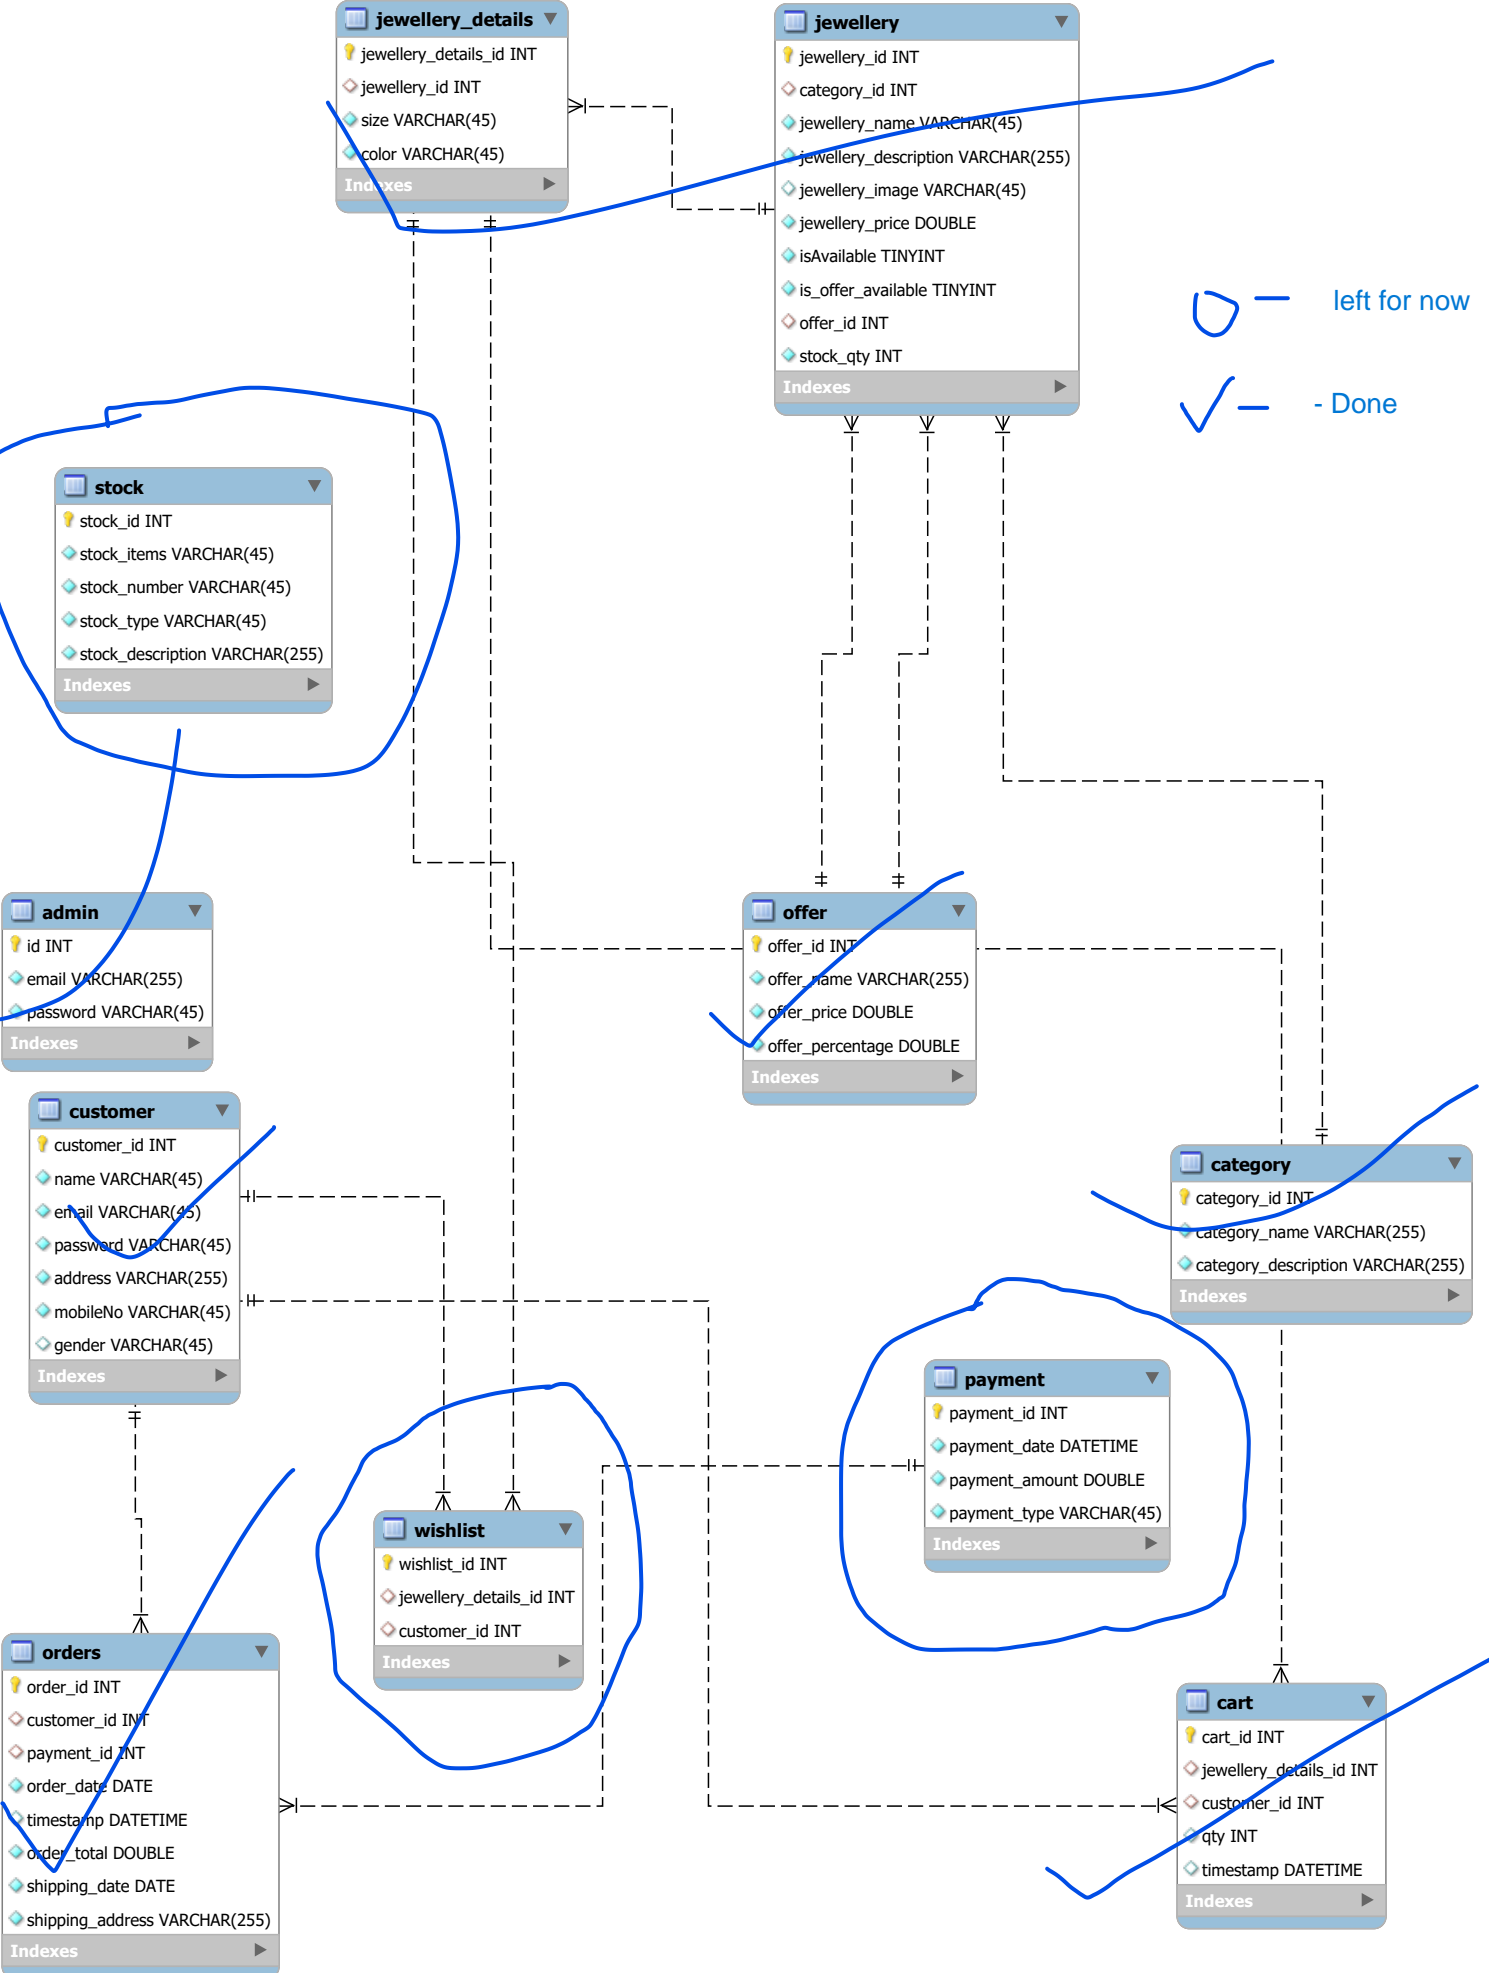 jewellery_details
jewellery_details_id INT
jewellery_id INT
size VARCHAR(45)
color VARCHAR(45)
Indexes
jewellery
jewellery_id INT
category_id INT
jewellery_name VARCHAR(45)
jewellery_description VARCHAR(255)
jewellery_image VARCHAR(45)
jewellery_price DOUBLE
isAvailable TINYINT
is_offer_available TINYINT
offer_id INT
stock_qty INT
Indexes
left for now
- Done
stock
stock_id INT
stock_items VARCHAR(45)
stock_number VARCHAR(45)
stock_type VARCHAR(45)
stock_description VARCHAR(255)
Indexes
admin
id INT
email VARCHAR(255)
password VARCHAR(45)
Indexes
offer
offer_id INT
offer_name VARCHAR(255)
offer_price DOUBLE
offer_percentage DOUBLE
Indexes
customer
customer_id INT
name VARCHAR(45)
email VARCHAR(45)
password VARCHAR(45)
address VARCHAR(255)
mobileNo VARCHAR(45)
gender VARCHAR(45)
Indexes
category
category_id INT
category_name VARCHAR(255)
category_description VARCHAR(255)
Indexes
payment
payment_id INT
payment_date DATETIME
payment_amount DOUBLE
payment_type VARCHAR(45)
Indexes
wishlist
wishlist_id INT
jewellery_details_id INT
customer_id INT
Indexes
orders
order_id INT
customer_id INT
payment_id INT
order_date DATE
timestamp DATETIME
order_total DOUBLE
shipping_date DATE
shipping_address VARCHAR(255)
Indexes
cart
cart_id INT
jewellery_details_id INT
customer_id INT
qty INT
timestamp DATETIME
Indexes